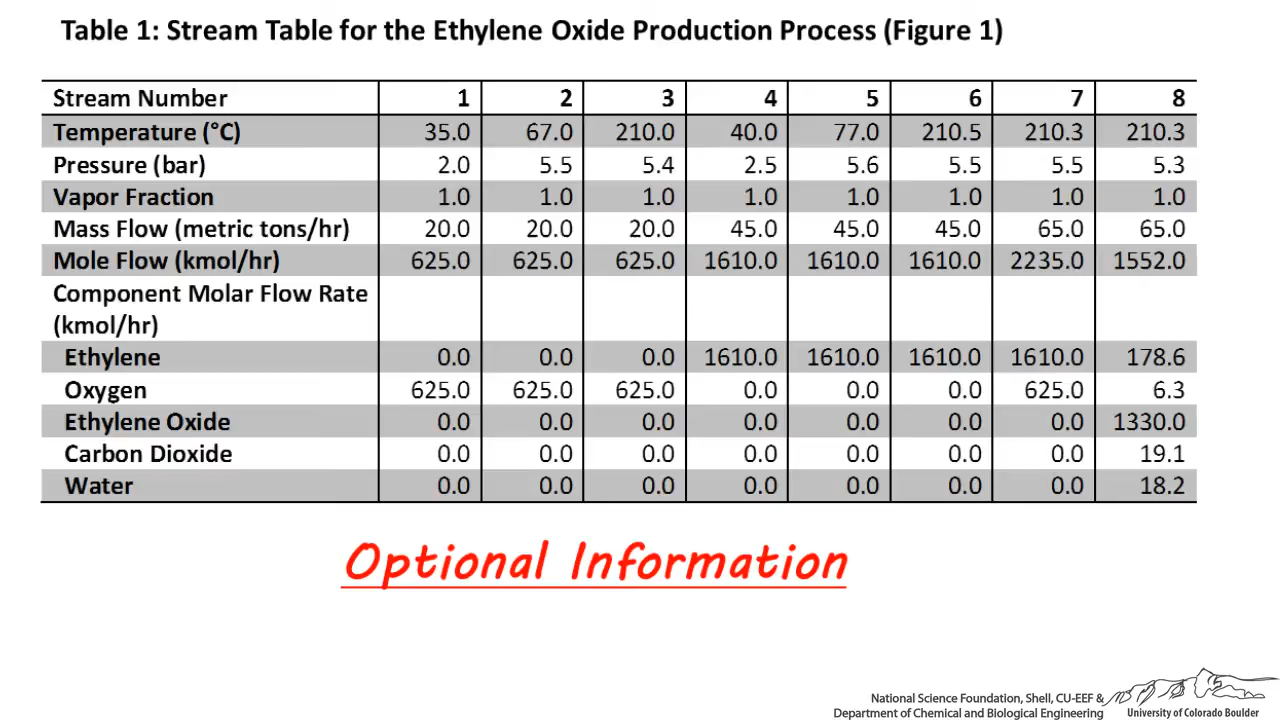 Table 1: Stream Table for the Ethylene Oxide Production Process (Figure 1)
Stream Number 1 2 3 4 5 6 7 8
Temperature (°C) 35.0 67.0 210.0 40.0 77.0 210.5 210.3 210.3
Pressure (bar) 2.0 5.5 5.4 2.5 5.6 5.5 5.5 5.3
Vapor Fraction 1.0 1.0 1.0 1.0 1.0 1.0 1.0 1.0
Mass Flow (metric tons/hr) 20.0 20.0 20.0 45.0 45.0 45.0 65.0 65.0
Mole Flow (kmol/hr) 625.0 625.0 625.0 1610.0 1610.0 1610.0 2235.0 1552.0
Component Molar Flow Rate
(kmol/hr)
Ethylene 0.0 0.0 0.0 1610.0 1610.0 1610.0 1610.0 178.6
Oxygen 625.0 625.0 625.0 0.0 0.0 0.0 625.0 6.3
Ethylene Oxide 0.0 0.0 0.0 0.0 0.0 0.0 0.0 1330.0
Carbon Dioxide 0.0 0.0 0.0 0.0 0.0 0.0 0.0 19.1
Water 0.0 0.0 0.0 0.0 0.0 0.0 0.0 18.2
Optional Information
National Science Foundation, Shell, CU-EEF &
Department of Chemical and Biological Engineering
University of Colorado Boulder